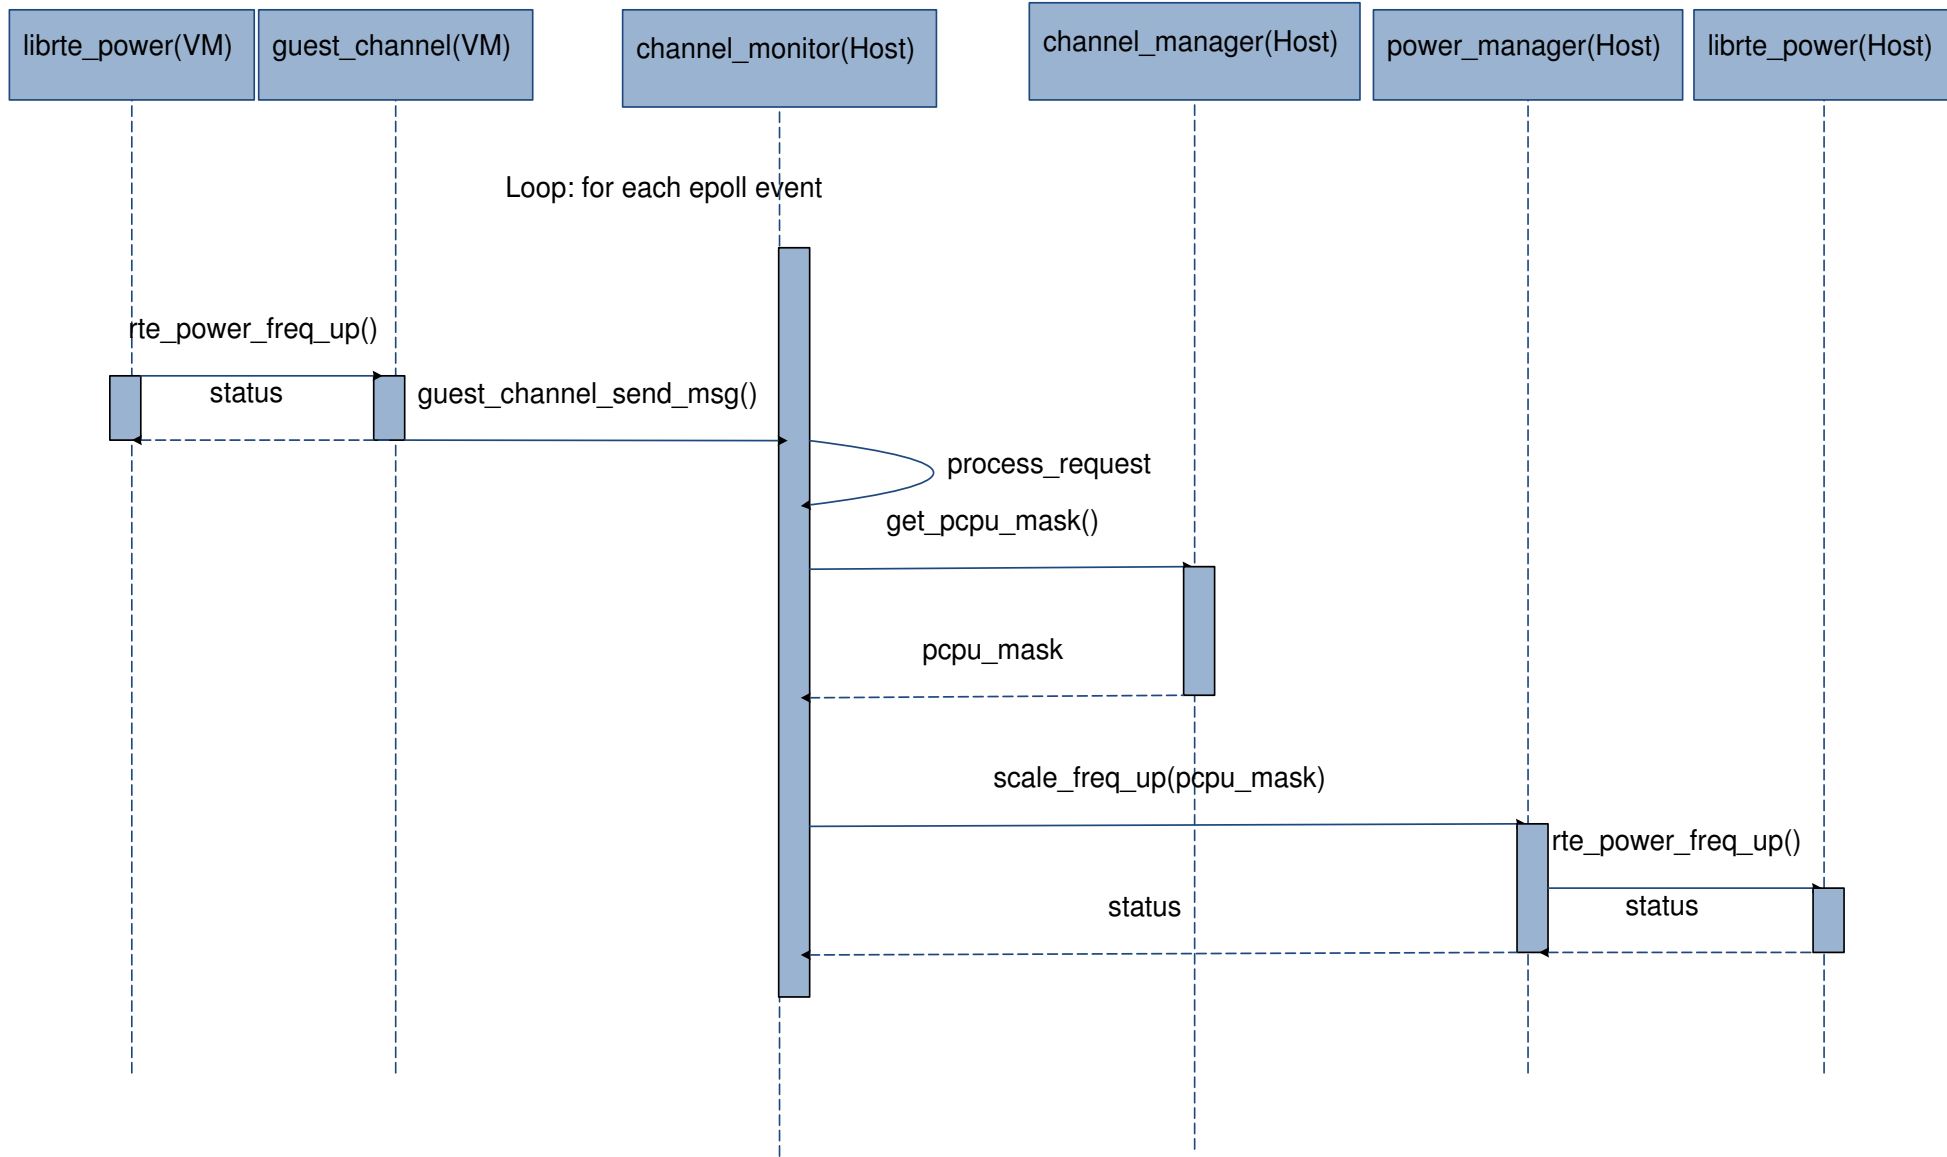 librte_power(VM)
guest_channel(VM)
channel_monitor(Host)
channel_manager(Host)
power_manager(Host)
librte_power(Host)
Loop: for each epoll event
rte_power_freq_up()
status
guest_channel_send_msg()
process_request
get_pcpu_mask()
pcpu_mask
scale_freq_up(pcpu_mask)
rte_power_freq_up()
status
status